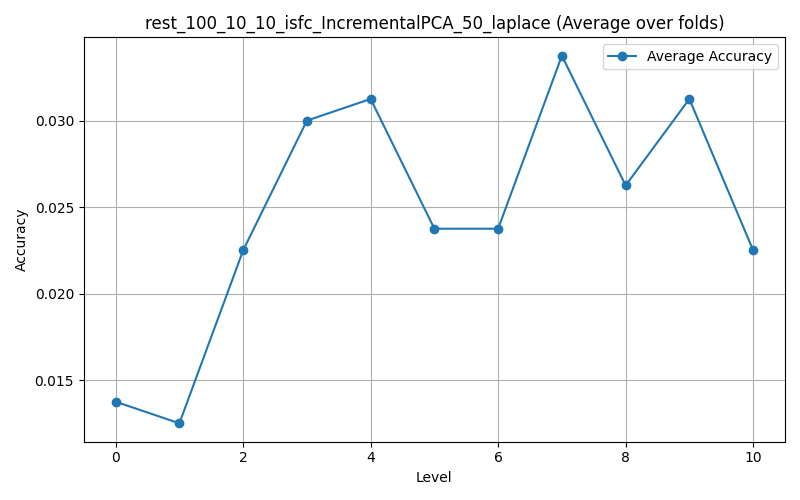 rest_100_10_10_isfc_IncrementalPCA_50_laplace (Average over folds)
Average Accuracy
0.030
0.025
0.020
0.015
Accuracy
0 2 4 6 8 10
Level